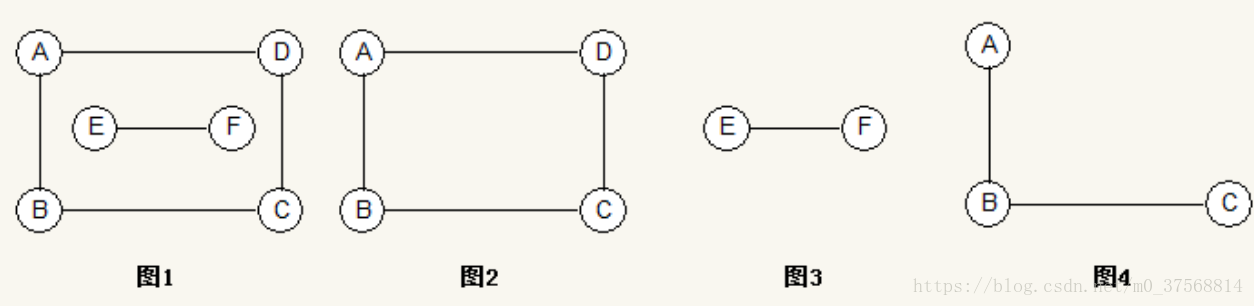 A D A D A
E F E F
B C B C B C
图1 图2 图3 图4
https://blog.csdn.net/m0_37568814